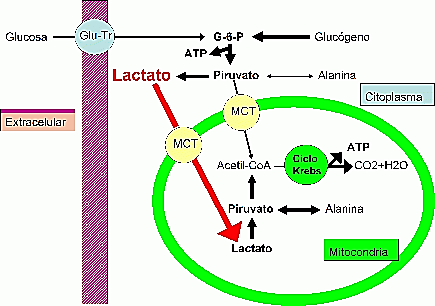 Glucosa
Glu-Tr
G-6-P
Glucógeno
ATP
Lactato
Piruvato
Alanina
MCT
Citoplasma
Extracelular
MCT
Acetil-CoA
Ciclo
Krebs
ATP
CO2+H2O
Piruvato
Alanina
Lactato
Mitocondria